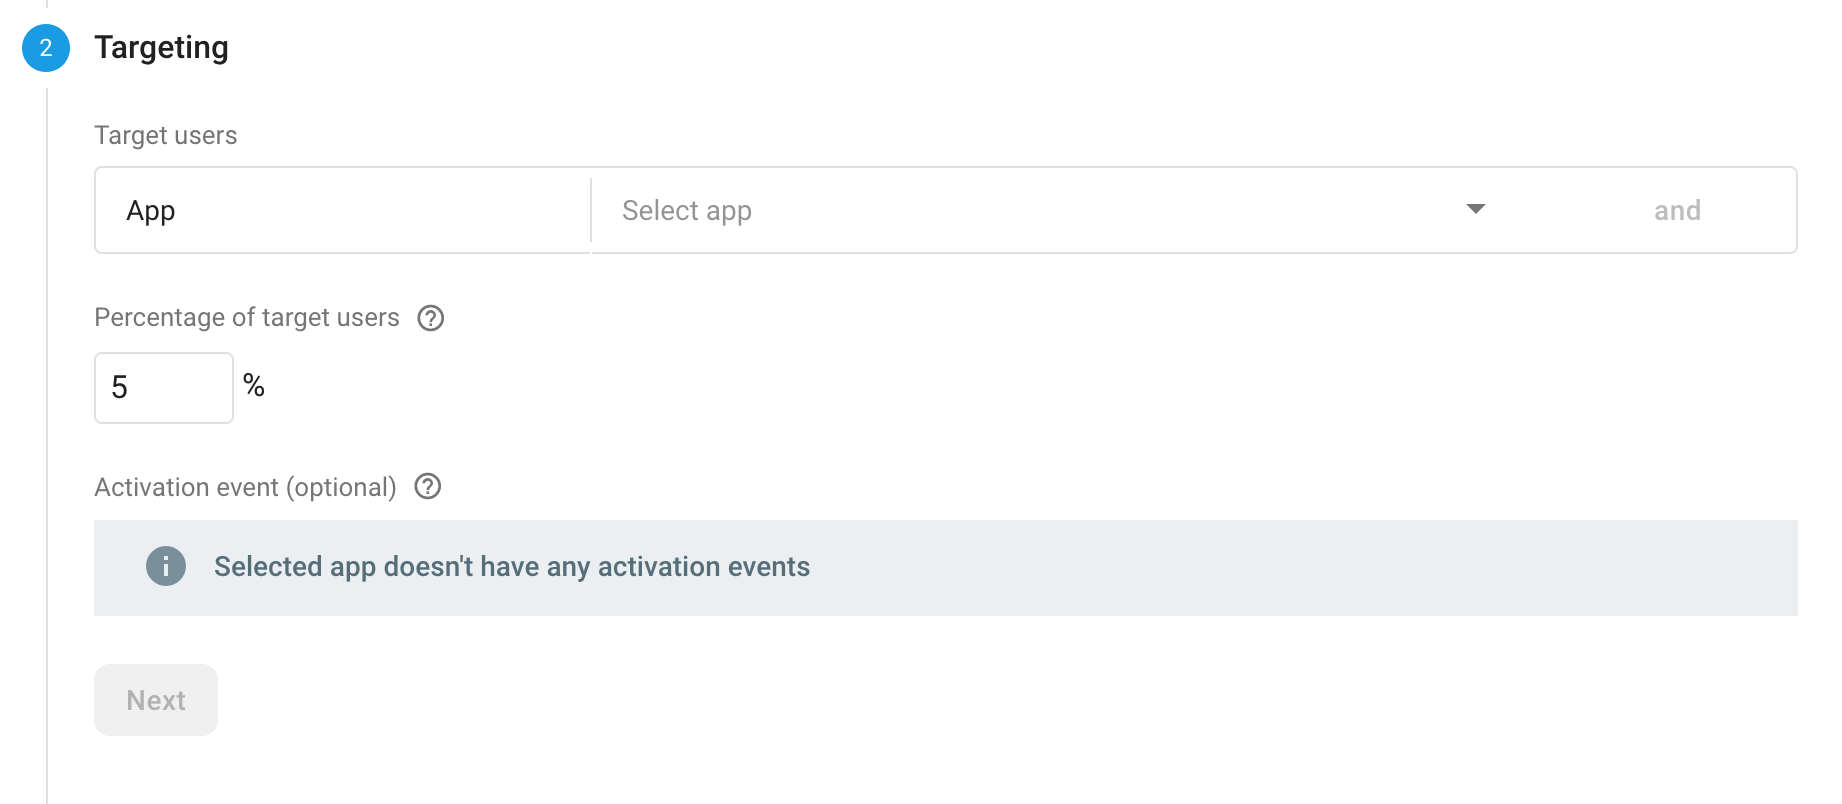 2 Targeting
Target users
App Select app and
Percentage of target users ?
5 %
Activation event (optional) ?
i Selected app doesn't have any activation events
Next